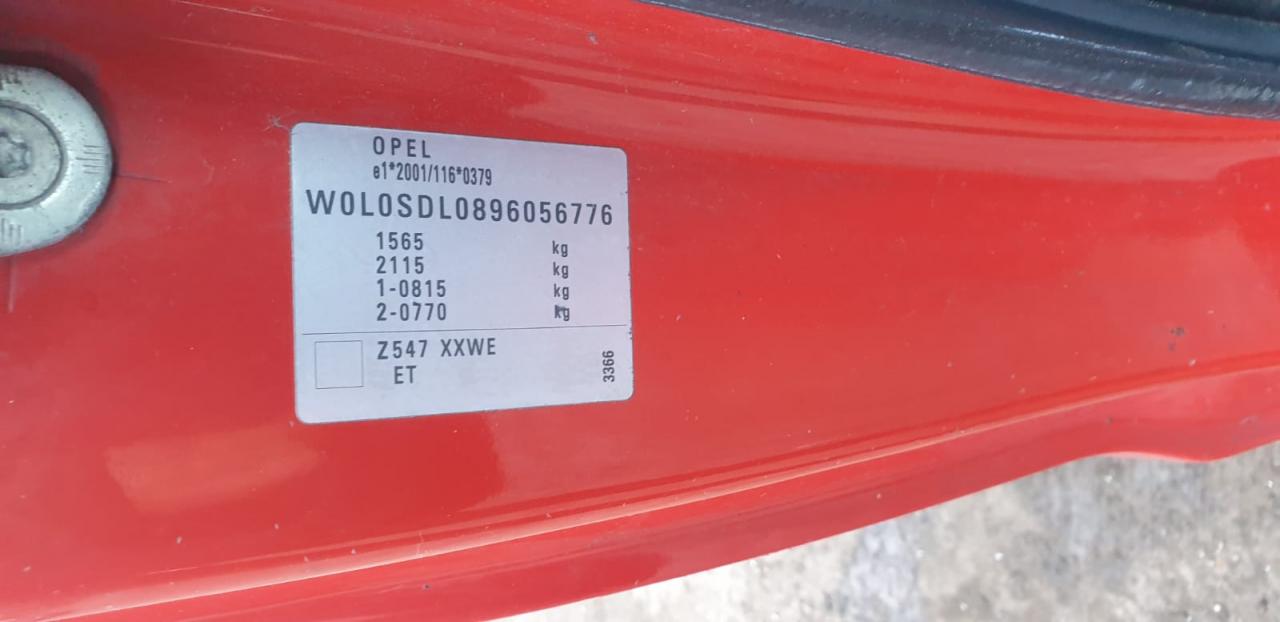 OPEL
e1*2001/116*0379
W0L0SDL0896056776
1565 kg
2115 kg
1-0815 kg
2-0770 kg
Z547 XXWE
ET
3366